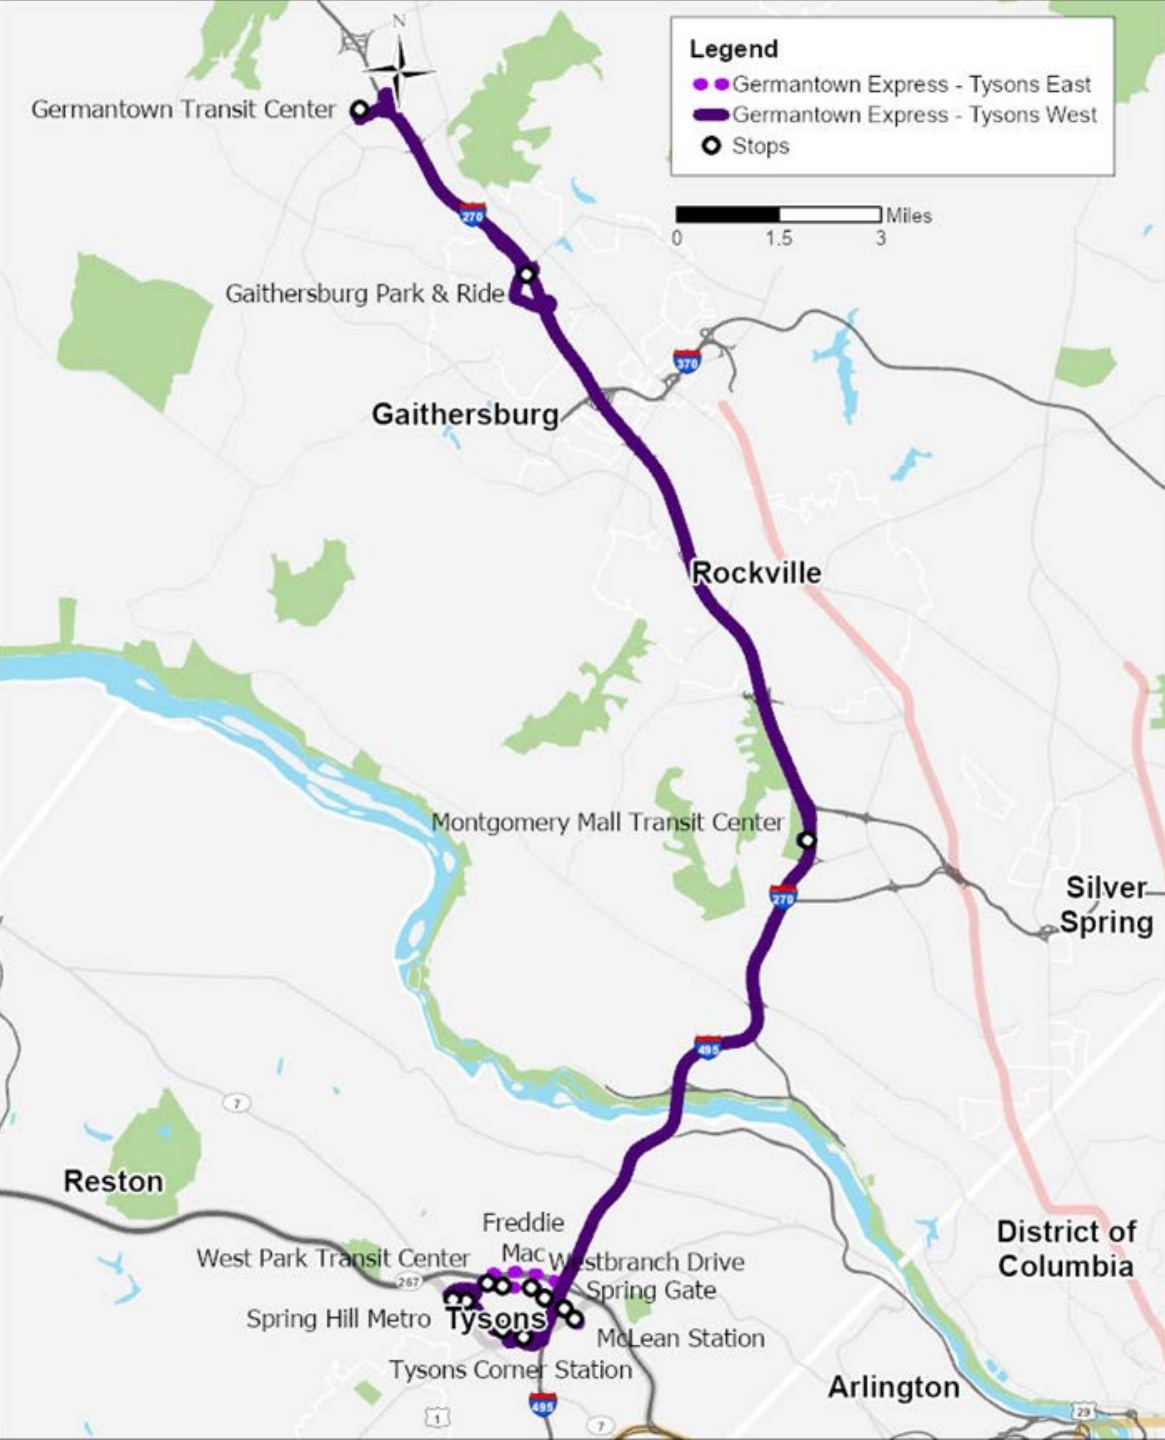 N
Legend
Germantown Express - Tysons East
Germantown Express - Tysons West
Stops
Germantown Transit Center
270
Miles
0 1.5 3
Gaithersburg Park & Ride
370
Gaithersburg
Rockville
Montgomery Mall Transit Center
270
Silver
Spring
495
7
Reston
Freddie
Mac
District of
Columbia
West Park Transit Center
Westbranch Drive
267
Spring Gate
Spring Hill Metro
Tysons
McLean Station
Tysons Corner Station
Arlington
495
1
7
29